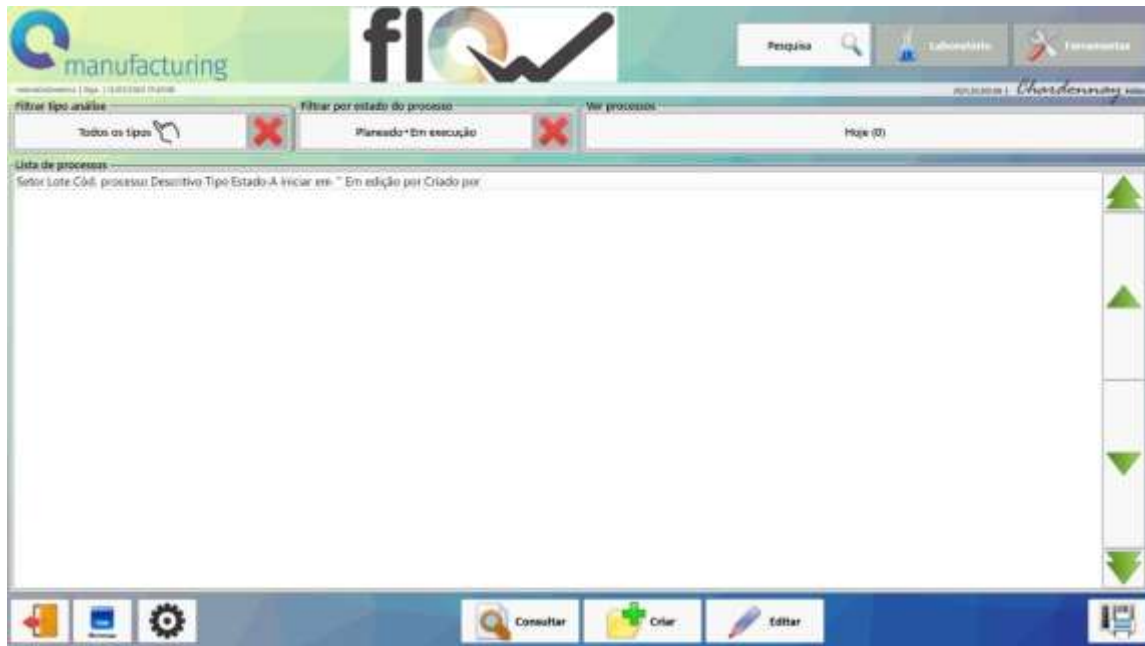 manufacturing
flow
Pesquisa
Laboratório
Ferramentas
Chardonnay
Filtrar tipo análise
Filtrar por estado do processo
Ver processos
Todos os tipos
Planeado+Em execução
Hoje (0)
Lista de processos
Setor Lote Cód. processo Descritivo Tipo Estado A iniciar em Em edição por Criado por
Consultar
Criar
Editar